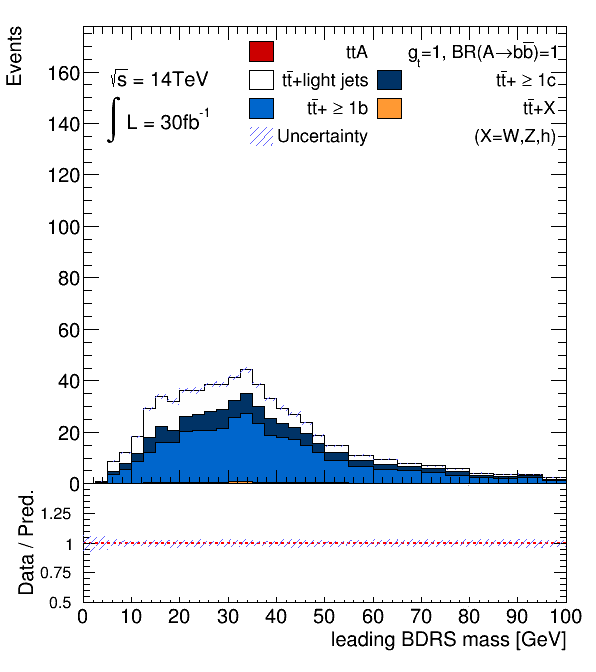 Events
160
140
120
100
80
60
40
20
0
√s = 14TeV
∫ L = 30fb⁻¹
ttA
gₜ=1, BR(A→bb̅)=1
tt̅+light jets
tt̅+ ≥ 1c
tt̅+ ≥ 1b
tt̅+X
Uncertainty
(X=W,Z,h)
Data / Pred.
1.25
1
0.75
0.5
0 10 20 30 40 50 60 70 80 90 100
leading BDRS mass [GeV]